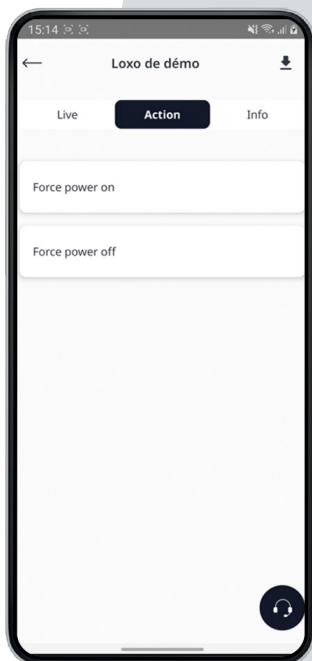 15:14
Loxo de démo
Live Action Info
Force power on
Force power off